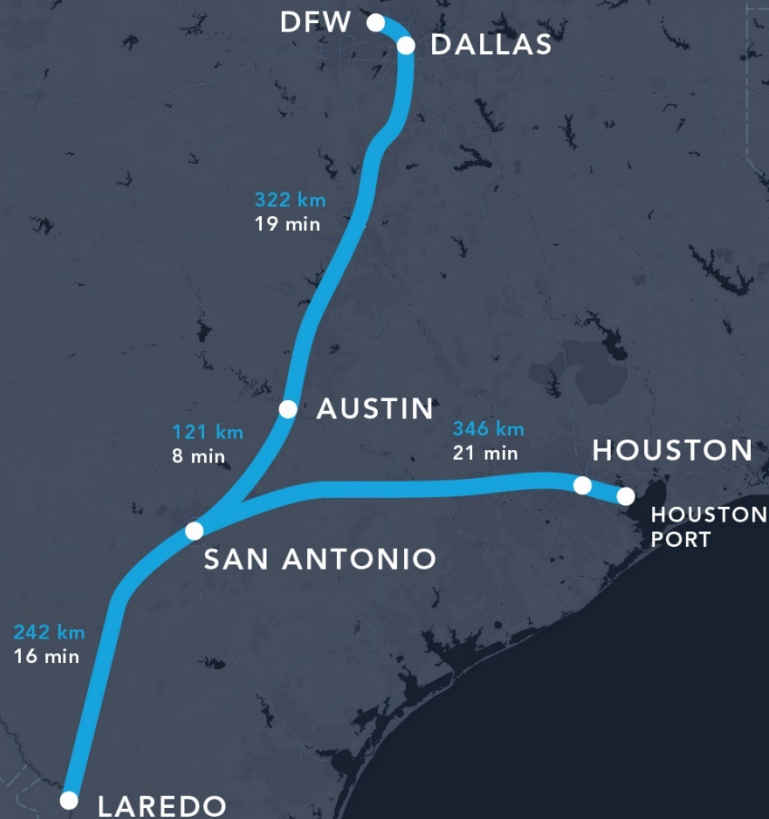 DFW
DALLAS
322 km
19 min
AUSTIN
121 km
8 min
346 km
21 min
HOUSTON
HOUSTON
PORT
SAN ANTONIO
242 km
16 min
LAREDO